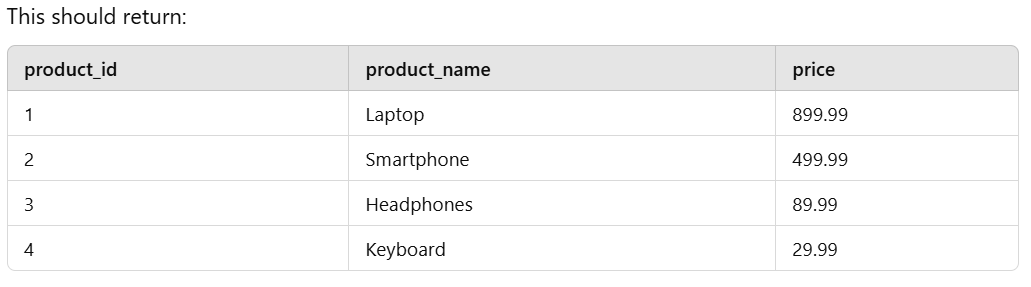 This should return:
product_id product_name price
1 Laptop 899.99
2 Smartphone 499.99
3 Headphones 89.99
4 Keyboard 29.99